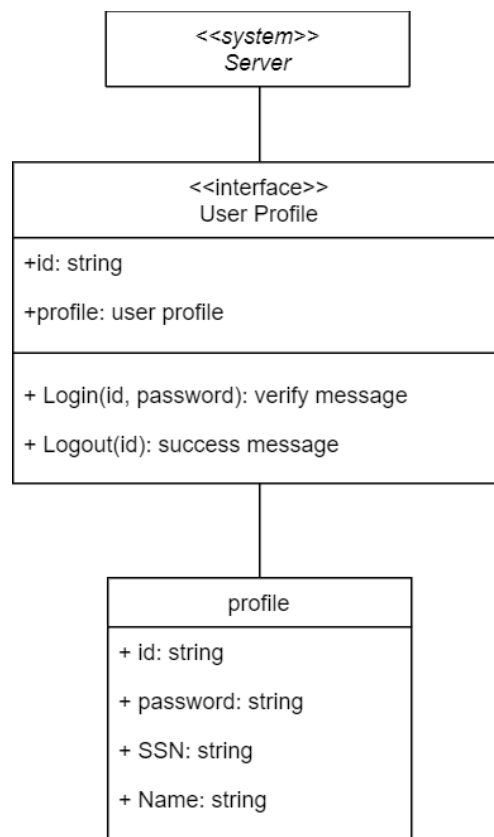 <<system>>
Server
<<interface>>
User Profile
+id: string
+profile: user profile
+ Login(id, password): verify message
+ Logout(id): success message
profile
+ id: string
+ password: string
+ SSN: string
+ Name: string